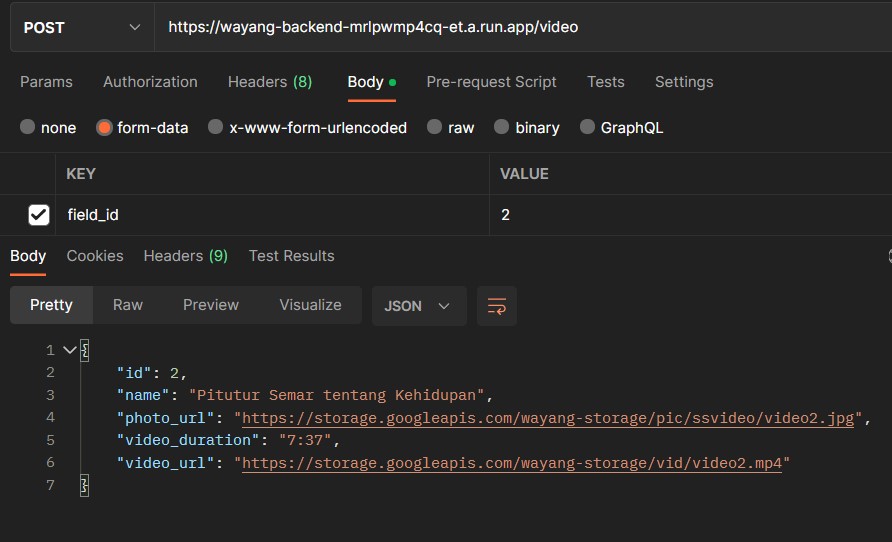 POST https://wayang-backend-mrlpwmp4cq-et.a.run.app/video
Params Authorization Headers (8) Body Pre-request Script Tests Settings
none form-data x-www-form-urlencoded raw binary GraphQL
KEY VALUE
field_id 2
Body Cookies Headers (9) Test Results
Pretty Raw Preview Visualize JSON
1 {
2 "id": 2,
3 "name": "Pitutur Semar tentang Kehidupan",
4 "photo_url": "https://storage.googleapis.com/wayang-storage/pic/ssvideo/video2.jpg",
5 "video_duration": "7:37",
6 "video_url": "https://storage.googleapis.com/wayang-storage/vid/video2.mp4"
7 }